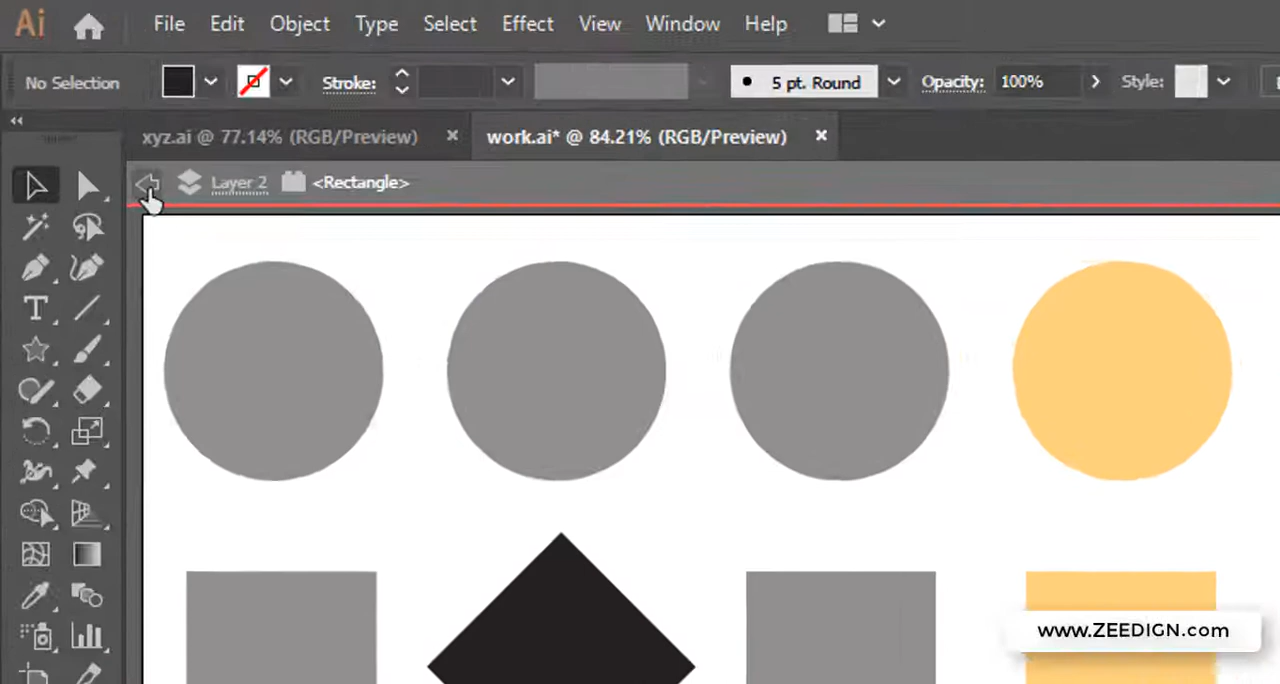 Ai File Edit Object Type Select Effect View Window Help
No Selection Stroke: 5 pt. Round Opacity: 100% Style:
xyz.ai @ 77.14% (RGB/Preview) × work.ai* @ 84.21% (RGB/Preview) ×
Layer 2 <Rectangle>
www.ZEEDIGN.com